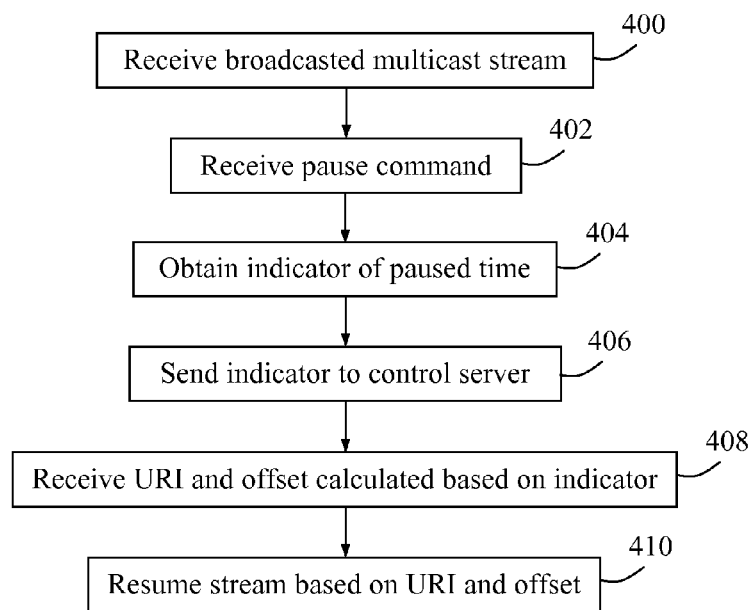 400
Receive broadcasted multicast stream
402
Receive pause command
404
Obtain indicator of paused time
406
Send indicator to control server
408
Receive URI and offset calculated based on indicator
410
Resume stream based on URI and offset